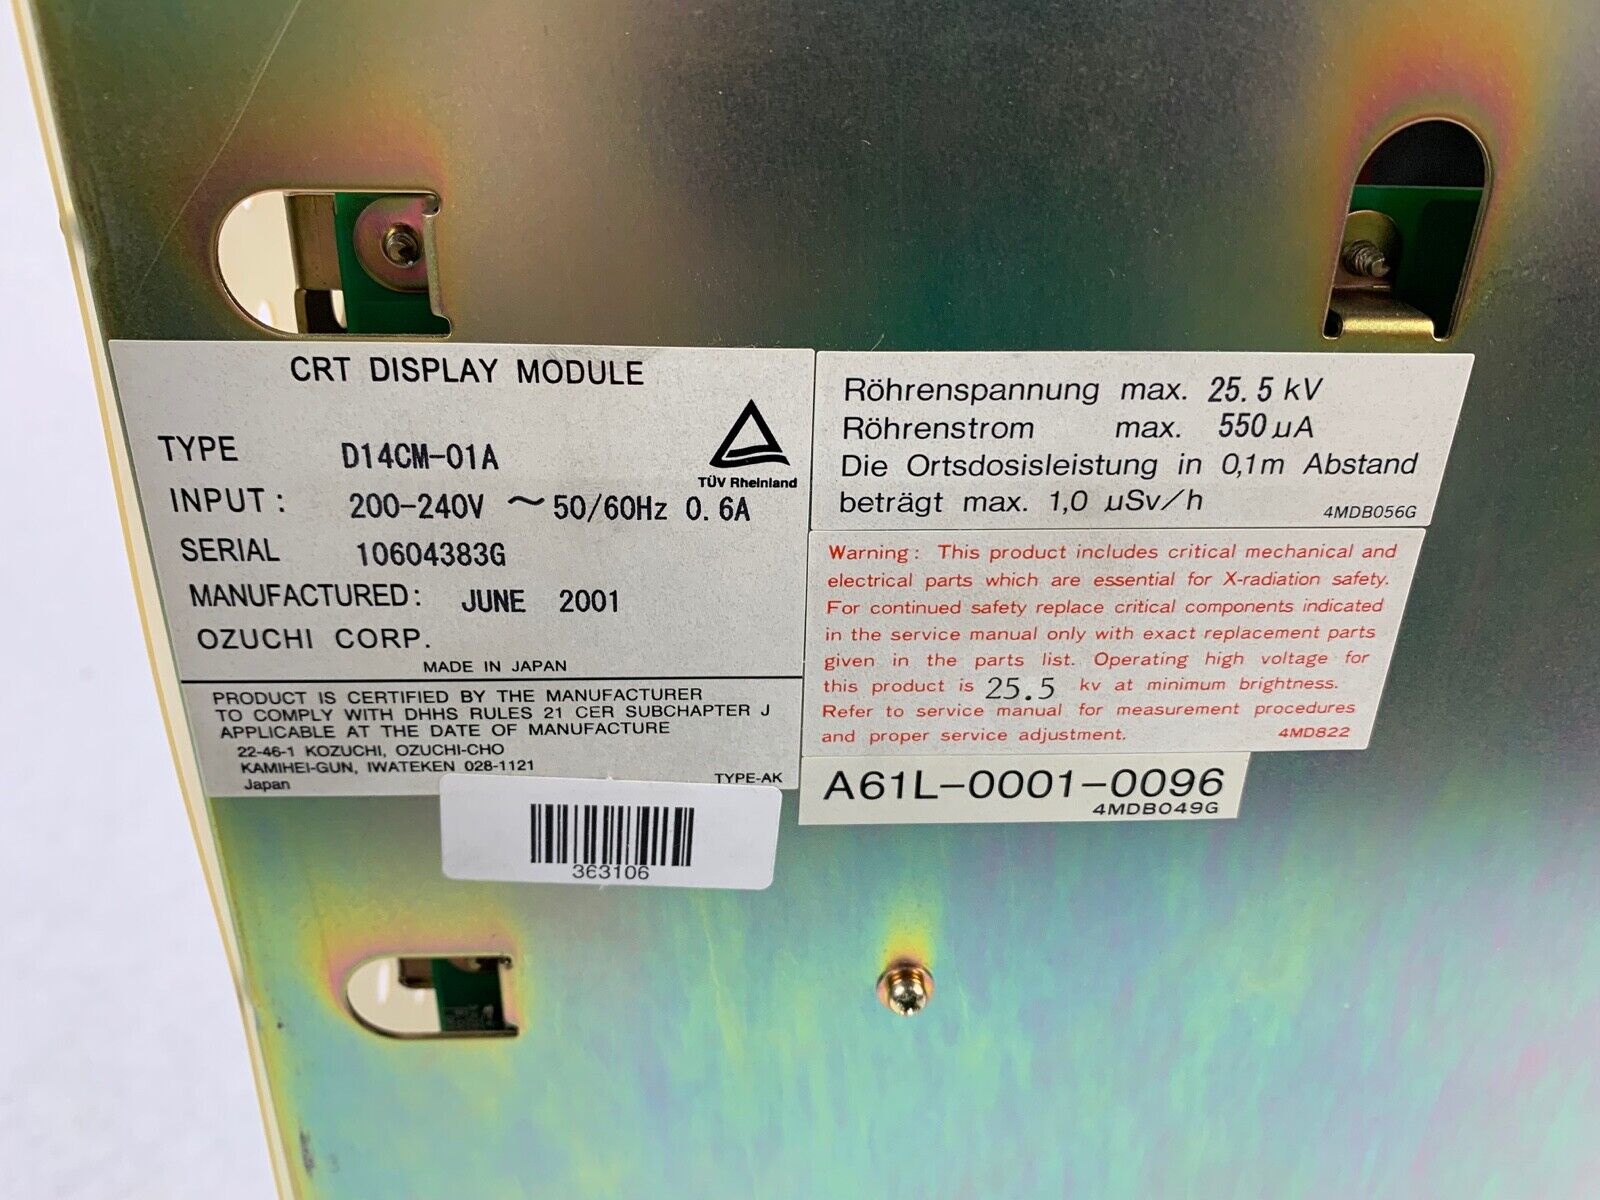 CRT DISPLAY MODULE
TYPE D14CM-01A
TÜV Rheinland
INPUT: 200-240V ~ 50/60Hz 0.6A
SERIAL 10604383G
MANUFACTURED: JUNE 2001
OZUCHI CORP.
MADE IN JAPAN
PRODUCT IS CERTIFIED BY THE MANUFACTURER
TO COMPLY WITH DHHS RULES 21 CER SUBCHAPTER J
APPLICABLE AT THE DATE OF MANUFACTURE
22-46-1 KOZUCHI, OZUCHI-CHO
KAMIHEI-GUN, IWATEKEN 028-1121
Japan TYPE-AK
363106
Röhrenspannung max. 25.5 kV
Röhrenstrom max. 550 µA
Die Ortsdosisleistung in 0,1m Abstand
beträgt max. 1,0 µSv/h
4MDB056G
Warning: This product includes critical mechanical and
electrical parts which are essential for X-radiation safety.
For continued safety replace critical components indicated
in the service manual only with exact replacement parts
given in the parts list. Operating high voltage for
this product is 25.5 kv at minimum brightness.
Refer to service manual for measurement procedures
and proper service adjustment. 4MD822
A61L-0001-0096
4MDB049G